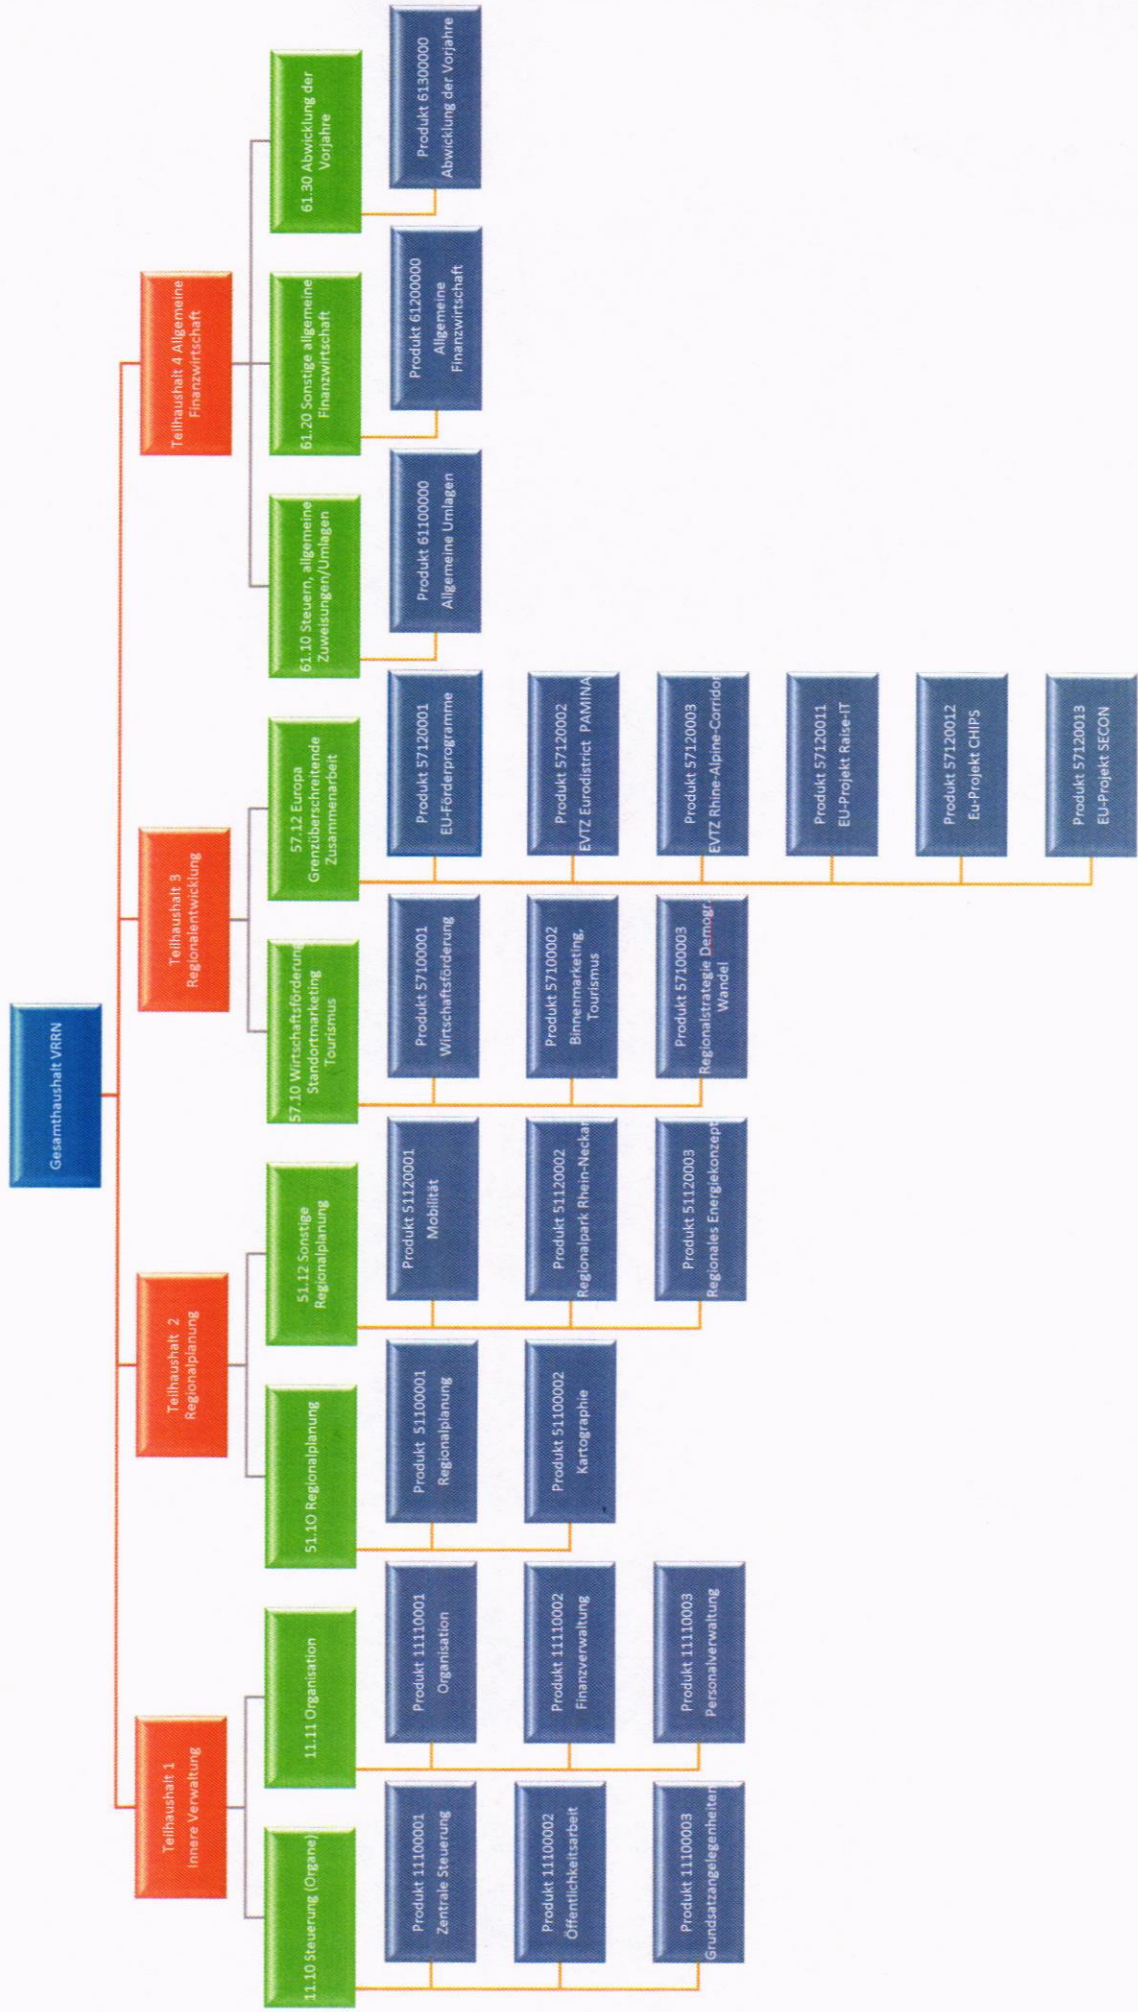 Gesamthaushalt VRRN
Teilhaushalt 1
innere Verwaltung
Teilhaushalt 2
Regionalplanung
Teilhaushalt 3
Regionalentwicklung
Teilhaushalt 4 Allgemeine
Finanzwirtschaft
11.10 Steuerung (Organe)
11.11 Organisation
51.1O Regionalplanung
51.12 Sonstige
Regionalplanung
57.10 Wirtschaftsförderung
Standortmarketing
Tourismus
57.12 Europa
Grenzüberschreitende
Zusammenarbeit
61.10 Steuern, allgemeine
Zuweisungen/Umlagen
61.20 Sonstige allgemeine
Finanzwirtschaft
61.30 Abwicklung der
Vorjahre
Produkt 11100001
Zentrale Steuerung
Produkt 11100002
Öffentlichkeitsarbeit
Produkt 11100003
Grundsatzangelegenheiten
Produkt 11110001
Organisation
Produkt 11110002
Finanzverwaltung
Produkt 11110003
Personalverwaltung
Produkt 51100001
Regionalplanung
Produkt 51100002
Kartographie
Produkt 51120001
Mobilität
Produkt 51120002
Regionalpark Rhein-Neckar
Produkt 51120003
Regionales Energiekonzept
Produkt 57100001
Wirtschaftsförderung
Produkt 57100002
Binnenmarketing,
Tourismus
Produkt 57100003
Regionalstrategie Demogr.
Wandel
Produkt 57120001
EU-Förderprogramme
Produkt 57120002
EVTZ Eurodistrict PAMINA
Produkt 57120003
EVTZ Rhine-Alpine-Corridor
Produkt 57120011
EU-Projekt Raise-IT
Produkt 57120012
Eu-Projekt CHIPS
Produkt 57120013
EU-Projekt SECON
Produkt 61100000
Allgemeine Umlagen
Produkt 61200000
Allgemeine
Finanzwirtschaft
Produkt 61300000
Abwicklung der Vorjahre